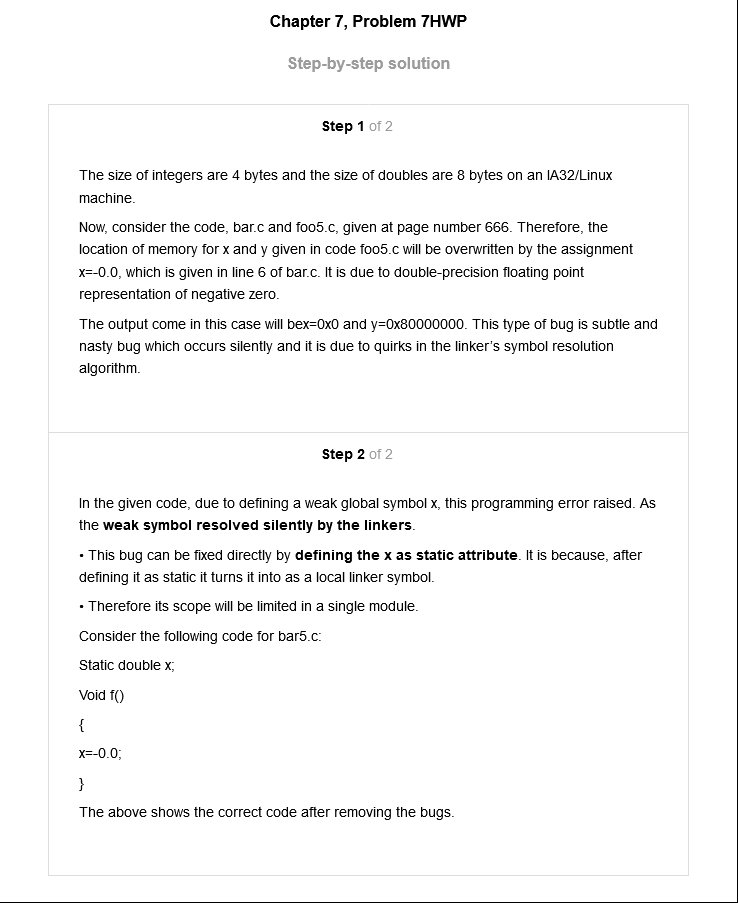 Chapter 7, Problem 7HWP
Step-by-step solution
Step 1 of 2
The size of integers are 4 bytes and the size of doubles are 8 bytes on an IA32/Linux
machine.
Now, consider the code, bar.c and foo5.c, given at page number 666. Therefore, the
location of memory for x and y given in code foo5.c will be overwritten by the assignment
x=-0.0, which is given in line 6 of bar.c. It is due to double-precision floating point
representation of negative zero.
The output come in this case will bex=0x0 and y=0x80000000. This type of bug is subtle and
nasty bug which occurs silently and it is due to quirks in the linker’s symbol resolution
algorithm.
Step 2 of 2
In the given code, due to defining a weak global symbol x, this programming error raised. As
the weak symbol resolved silently by the linkers.
• This bug can be fixed directly by defining the x as static attribute. It is because, after
defining it as static it turns it into as a local linker symbol.
• Therefore its scope will be limited in a single module.
Consider the following code for bar5.c:
Static double x;
Void f()
{
x=-0.0;
}
The above shows the correct code after removing the bugs.